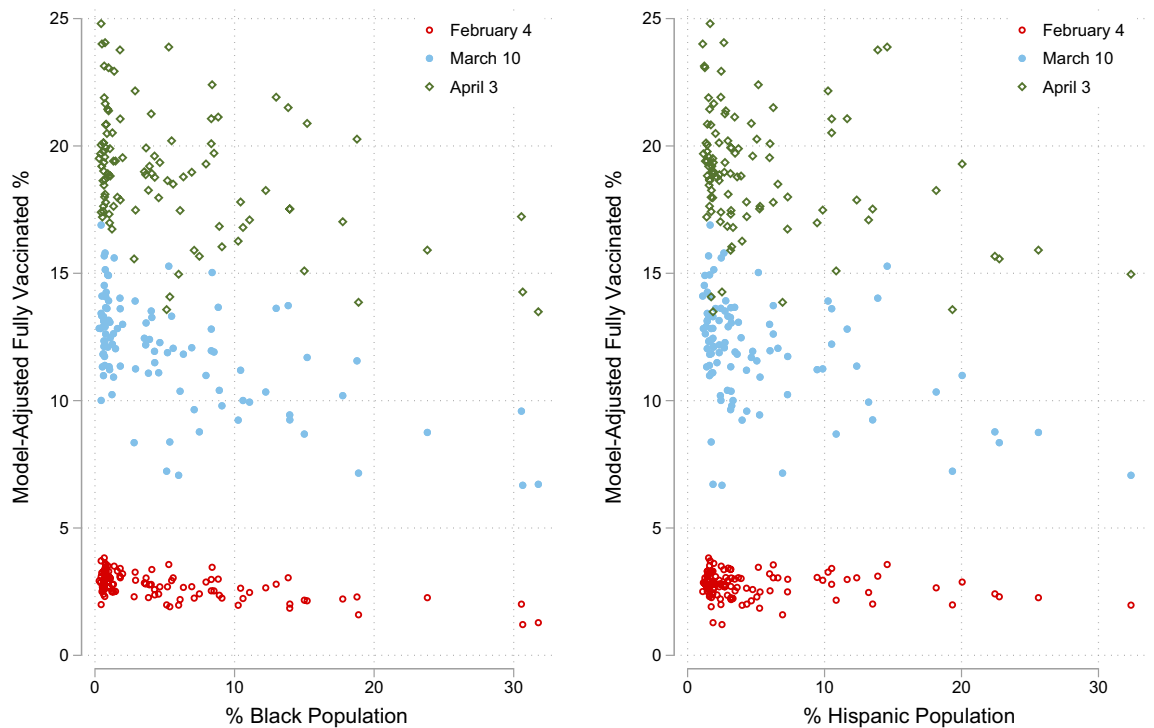 Model-Adjusted Fully Vaccinated %
25
20
15
10
5
0
0 10 20 30
% Black Population
February 4
March 10
April 3
Model-Adjusted Fully Vaccinated %
25
20
15
10
5
0
0 10 20 30
% Hispanic Population
February 4
March 10
April 3